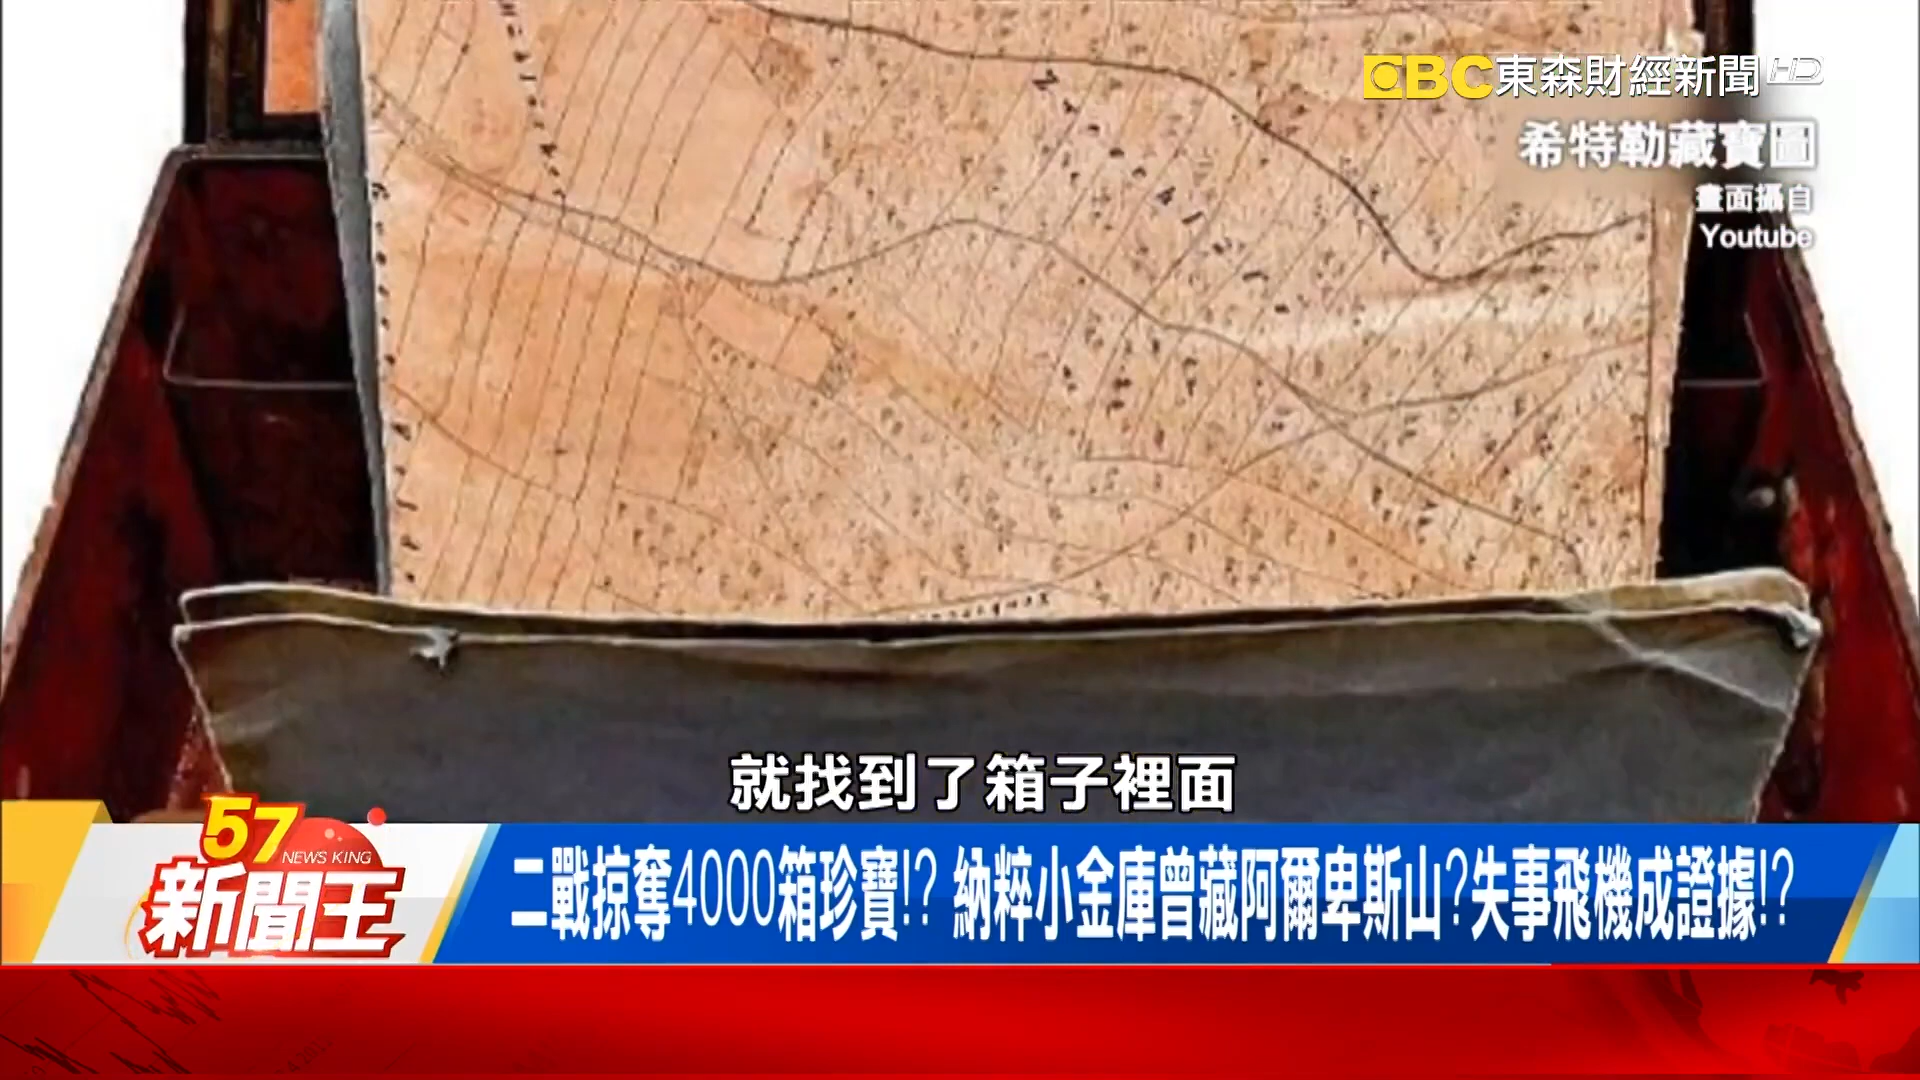 EBC東森財經新聞HD
希特勒藏寶圖
畫面攝自
Youtube
就找到了箱子裡面
57
NEWS KING
新聞王
二戰掠奪4000箱珍寶!? 納粹小金庫曾藏阿爾卑斯山?失事飛機成證據!?